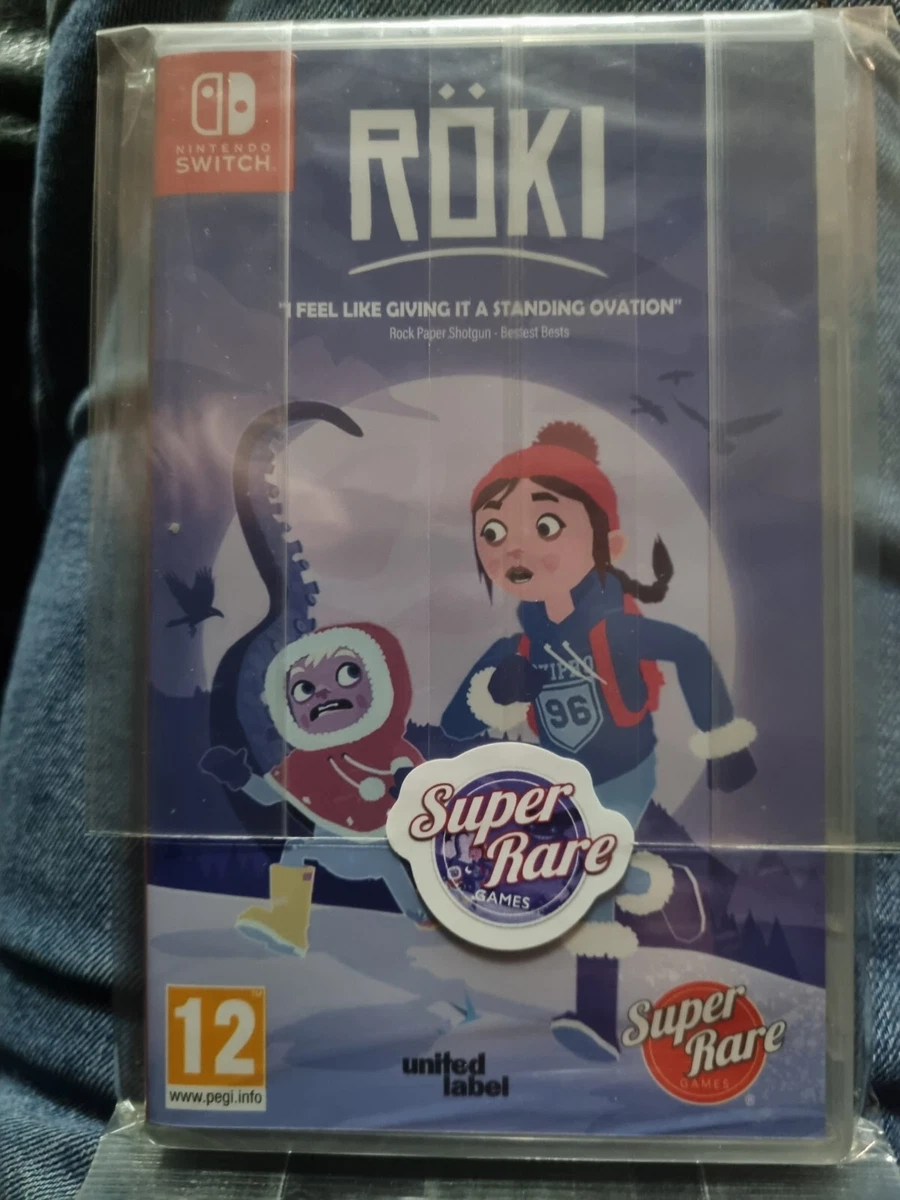 NINTENDO
SWITCH
RÖKI
"I FEEL LIKE GIVING IT A STANDING OVATION"
Rock Paper Shotgun - Bestest Bests
96
Super
Rare
GAMES
12
www.pegi.info
united
label
Super
Rare
GAMES